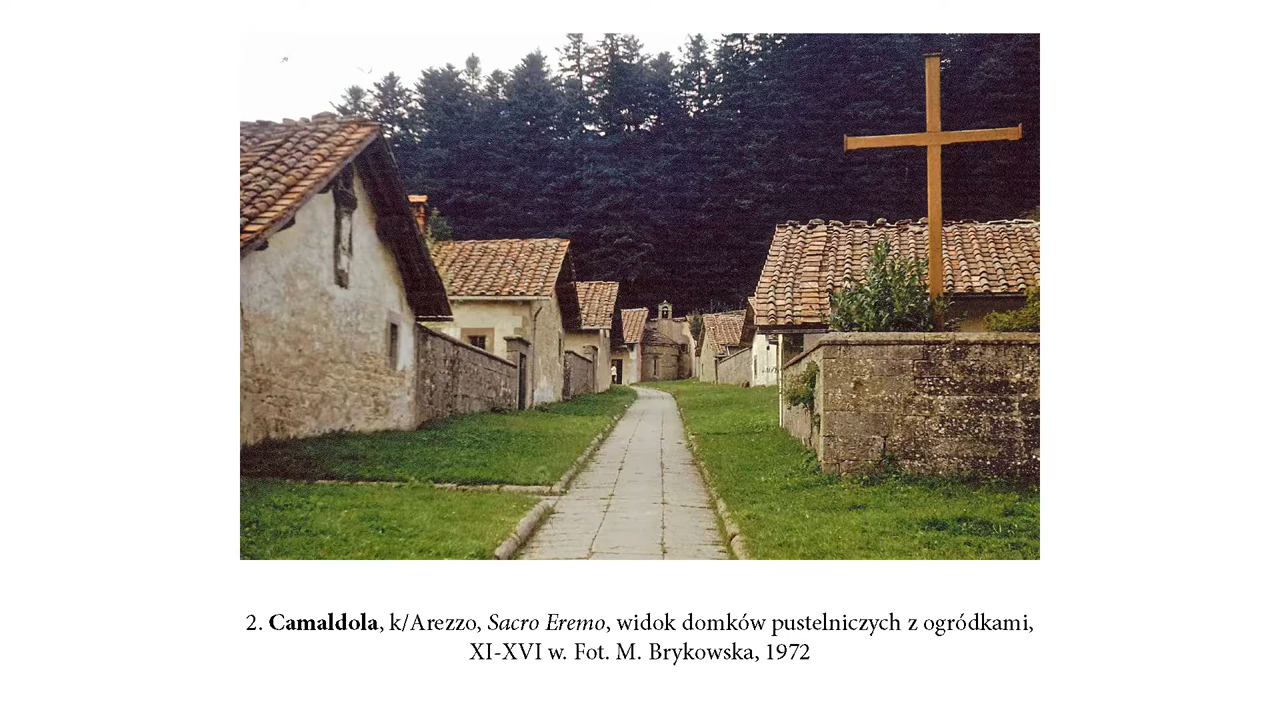 2. Camaldola, k/Arezzo, Sacro Eremo, widok domków pustelniczych z ogródkami,
XI-XVI w. Fot. M. Brykowska, 1972